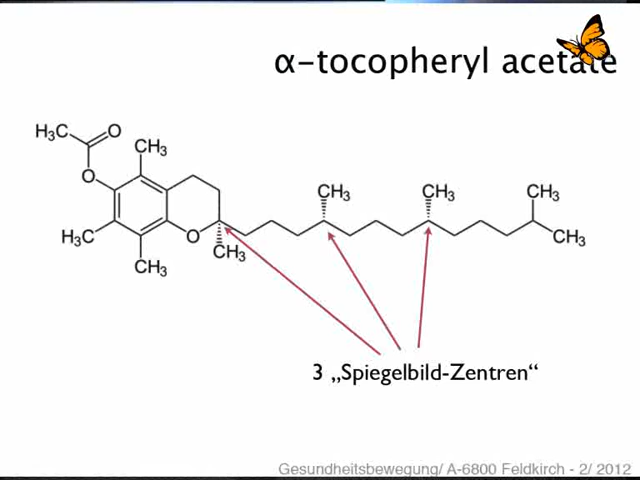 α-tocopheryl acetate
H₃C
O
CH₃
O
CH₃
CH₃
CH₃
H₃C
O
CH₃
CH₃
CH₃
3 „Spiegelbild-Zentren“
Gesundheitsbewegung/ A-6800 Feldkirch - 2/ 2012